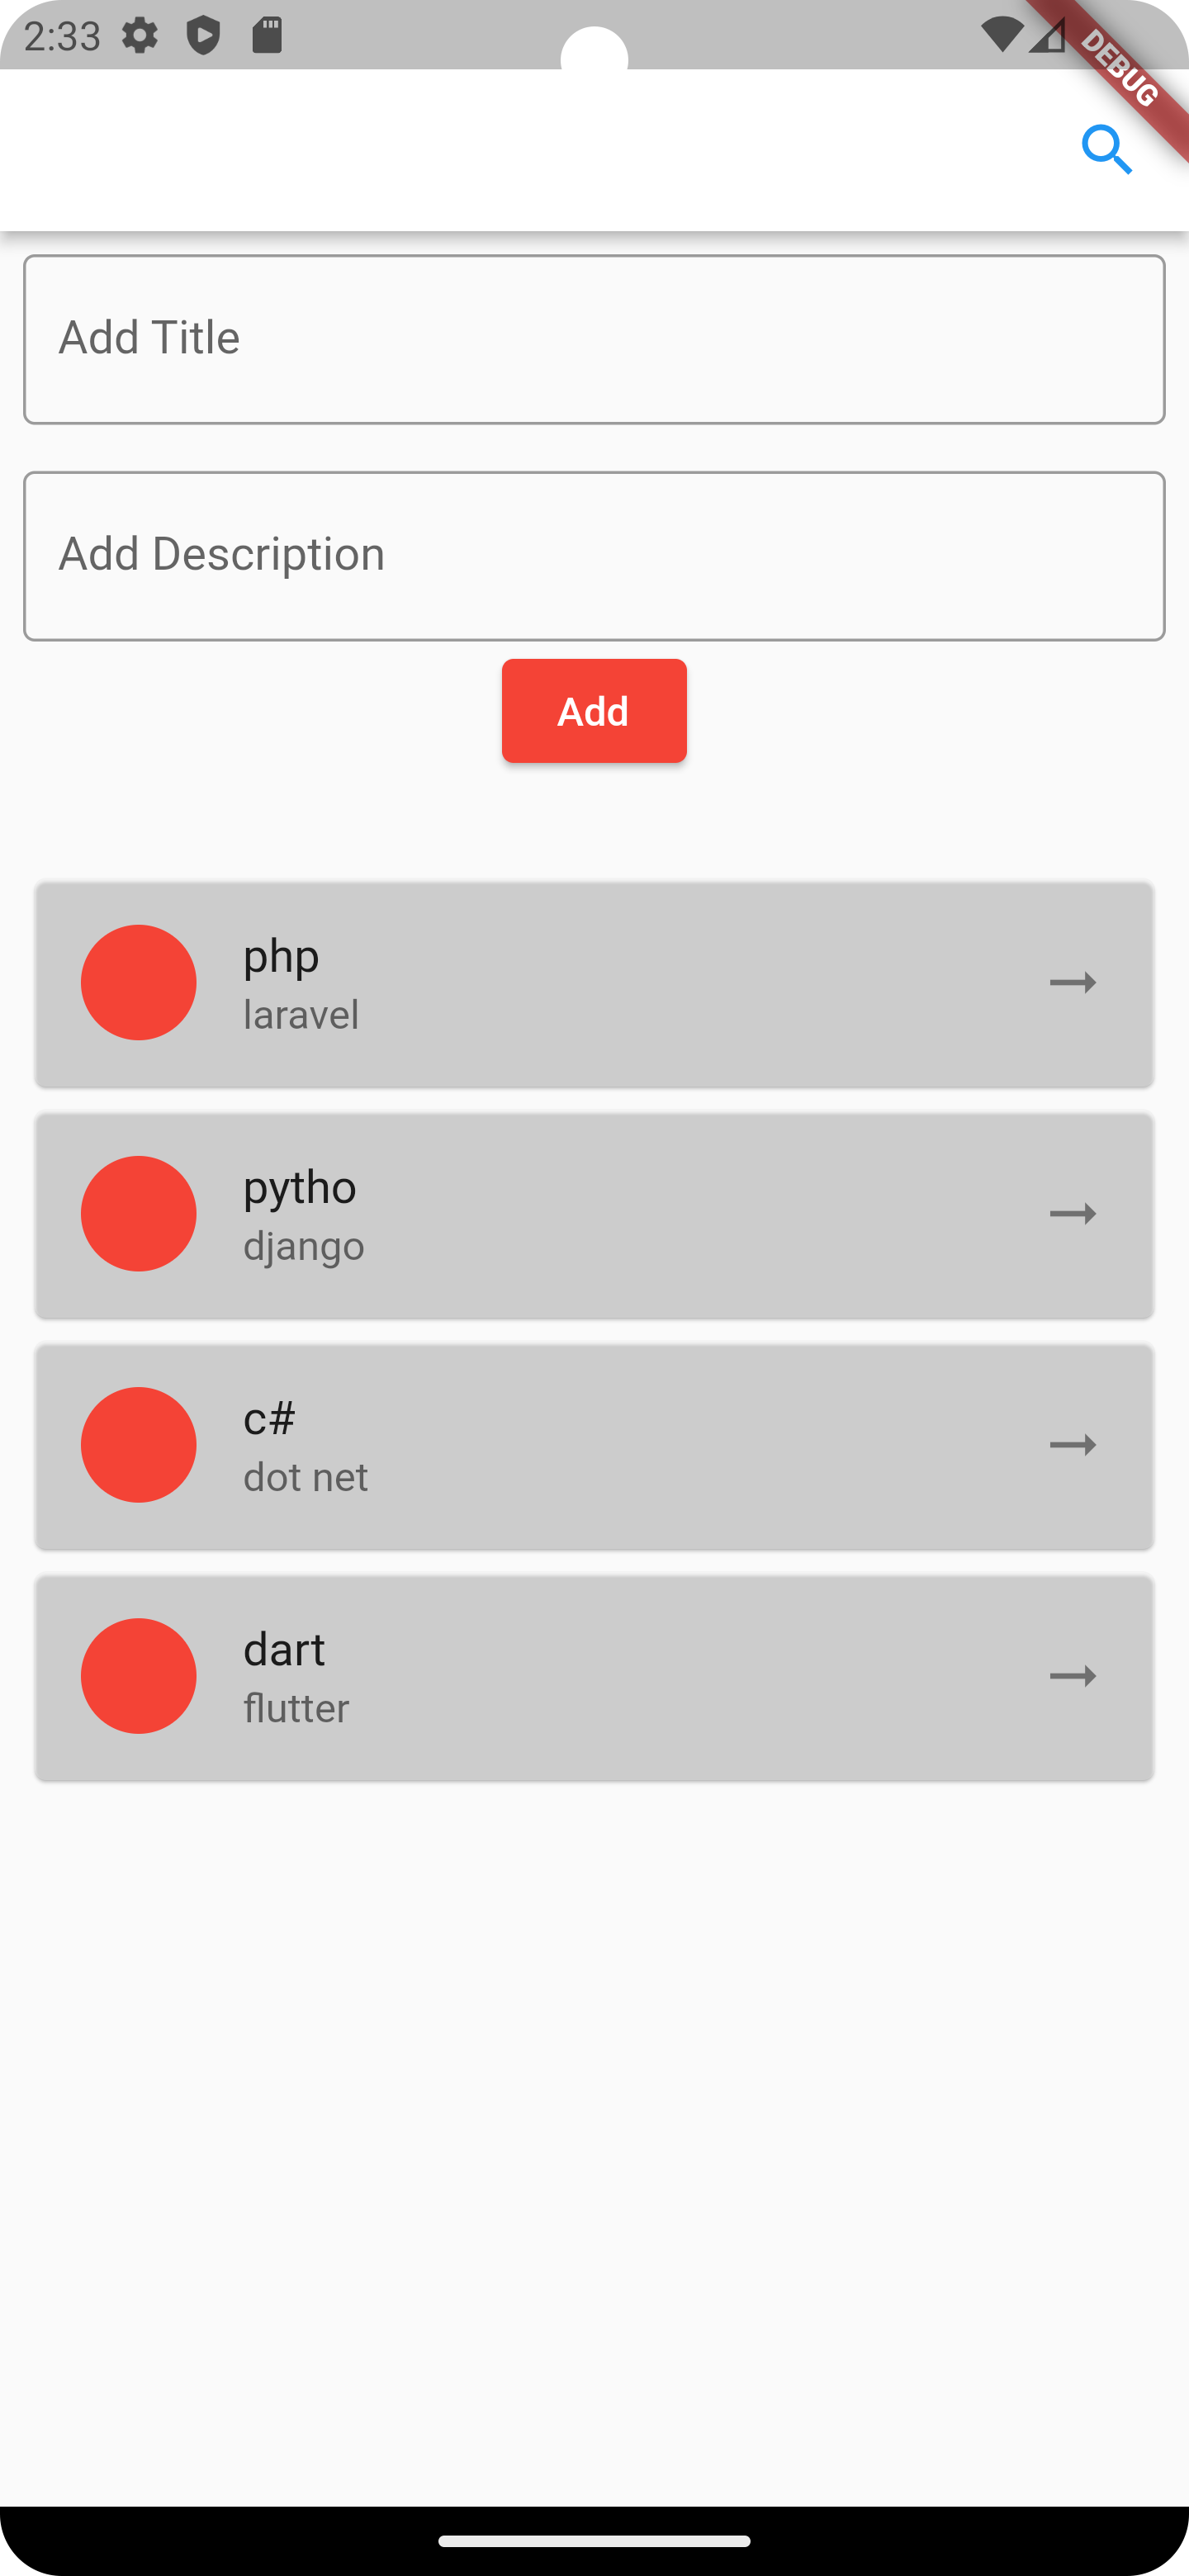 2:33
DEBUG
Add Title
Add Description
Add
php
laravel
pytho
django
c#
dot net
dart
flutter